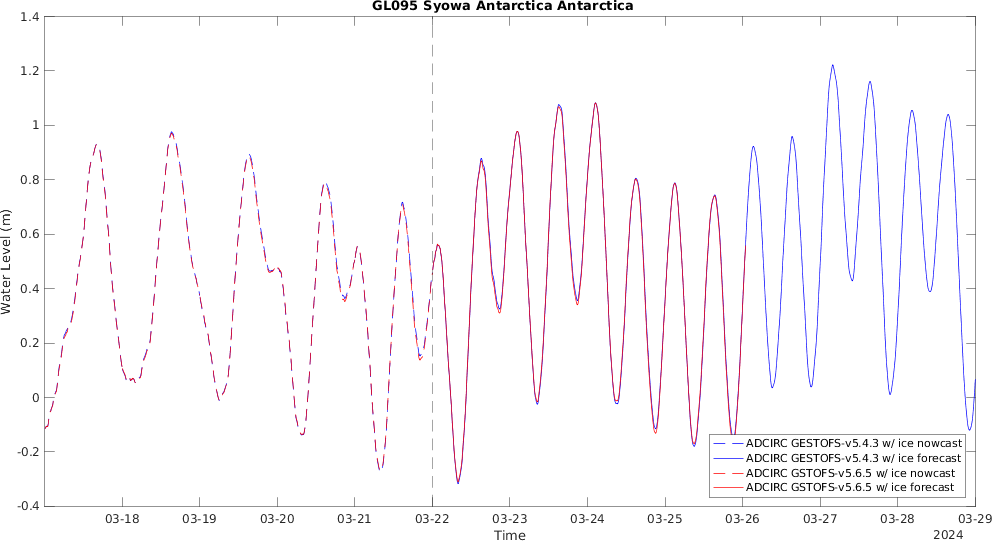 GL095 Syowa Antarctica Antarctica
1.4
1.2
1
0.8
0.6
0.4
0.2
0
-0.2
-0.4
Water Level (m)
ADCIRC GESTOFS-v5.4.3 w/ ice nowcast
ADCIRC GESTOFS-v5.4.3 w/ ice forecast
ADCIRC GSTOFS-v5.6.5 w/ ice nowcast
ADCIRC GSTOFS-v5.6.5 w/ ice forecast
03-18 03-19 03-20 03-21 03-22 03-23 03-24 03-25 03-26 03-27 03-28 03-29
Time
2024